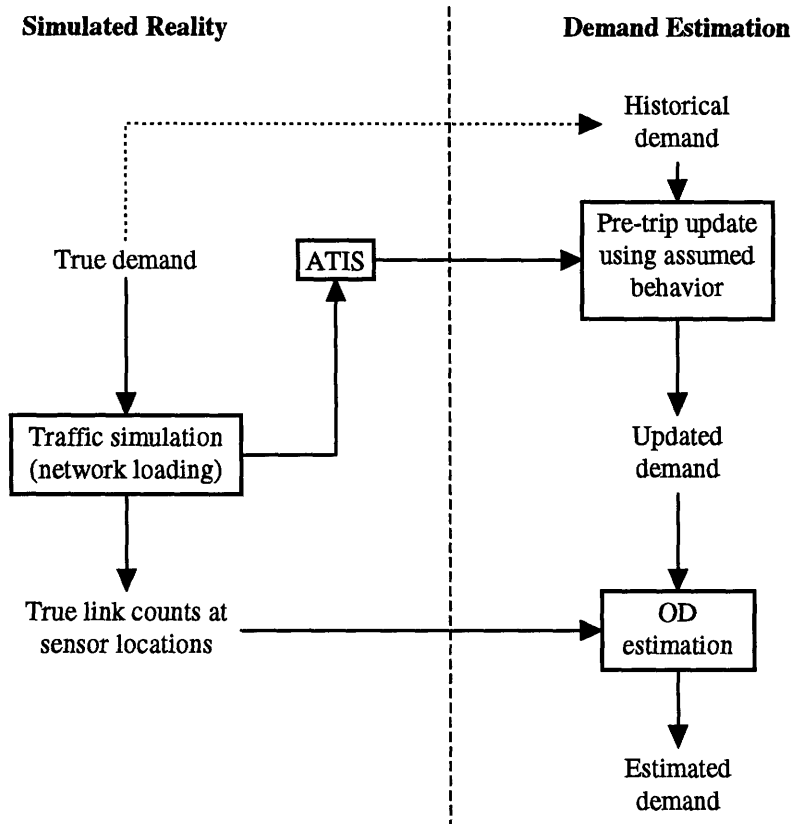 Simulated Reality
Demand Estimation
Historical
demand
True demand
ATIS
Pre-trip update
using assumed
behavior
Traffic simulation
(network loading)
Updated
demand
True link counts at
sensor locations
OD
estimation
Estimated
demand